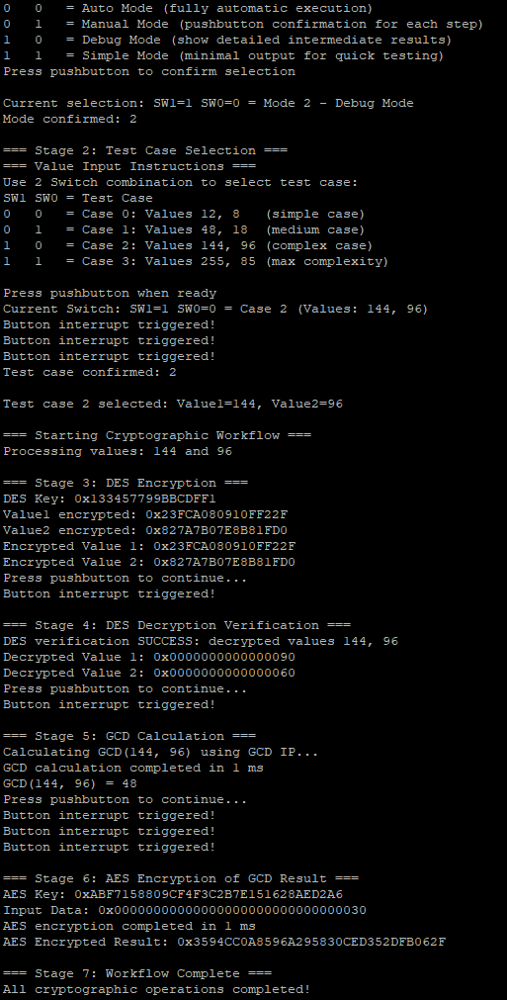 0   0   = Auto Mode (fully automatic execution)
0   1   = Manual Mode (pushbutton confirmation for each step)
1   0   = Debug Mode (show detailed intermediate results)
1   1   = Simple Mode (minimal output for quick testing)
Press pushbutton to confirm selection

Current selection: SW1=1 SW0=0 = Mode 2 - Debug Mode
Mode confirmed: 2

=== Stage 2: Test Case Selection ===
=== Value Input Instructions ===
Use 2 Switch combination to select test case:
SW1 SW0 = Test Case
0   0   = Case 0: Values 12, 8   (simple case)
0   1   = Case 1: Values 48, 18  (medium case)
1   0   = Case 2: Values 144, 96 (complex case)
1   1   = Case 3: Values 255, 85 (max complexity)

Press pushbutton when ready
Current Switch: SW1=1 SW0=0 = Case 2 (Values: 144, 96)
Button interrupt triggered!
Button interrupt triggered!
Button interrupt triggered!
Test case confirmed: 2

Test case 2 selected: Value1=144, Value2=96

=== Starting Cryptographic Workflow ===
Processing values: 144 and 96

=== Stage 3: DES Encryption ===
DES Key: 0x133457799BBCDFF1
Value1 encrypted: 0x23FCA080910FF22F
Value2 encrypted: 0x827A7B07E8B81FD0
Encrypted Value 1: 0x23FCA080910FF22F
Encrypted Value 2: 0x827A7B07E8B81FD0
Press pushbutton to continue...
Button interrupt triggered!

=== Stage 4: DES Decryption Verification ===
DES verification SUCCESS: decrypted values 144, 96
Decrypted Value 1: 0x0000000000000090
Decrypted Value 2: 0x0000000000000060
Press pushbutton to continue...
Button interrupt triggered!

=== Stage 5: GCD Calculation ===
Calculating GCD(144, 96) using GCD IP...
GCD calculation completed in 1 ms
GCD(144, 96) = 48
Press pushbutton to continue...
Button interrupt triggered!
Button interrupt triggered!
Button interrupt triggered!

=== Stage 6: AES Encryption of GCD Result ===
AES Key: 0xABF7158809CF4F3C2B7E151628AED2A6
Input Data: 0x00000000000000000000000000000030
AES encryption completed in 1 ms
AES Encrypted Result: 0x3594CC0A8596A295830CED352DFB062F

=== Stage 7: Workflow Complete ===
All cryptographic operations completed!